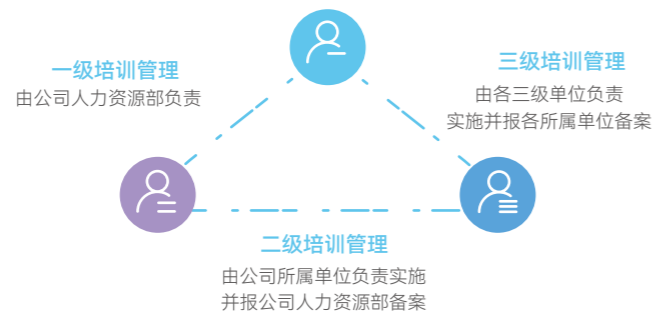 一级培训管理
由公司人力资源部负责
三级培训管理
由各三级单位负责
实施并报各所属单位备案
二级培训管理
由公司所属单位负责实施
并报公司人力资源部备案